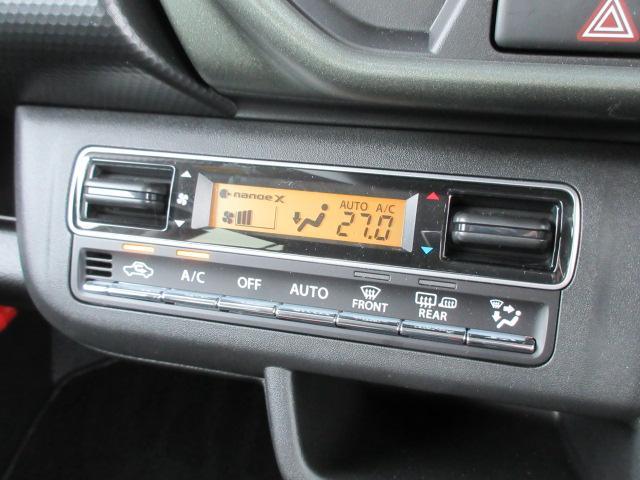 nanoe X
AUTO A/C
27.0
A/C
OFF
AUTO
FRONT
REAR